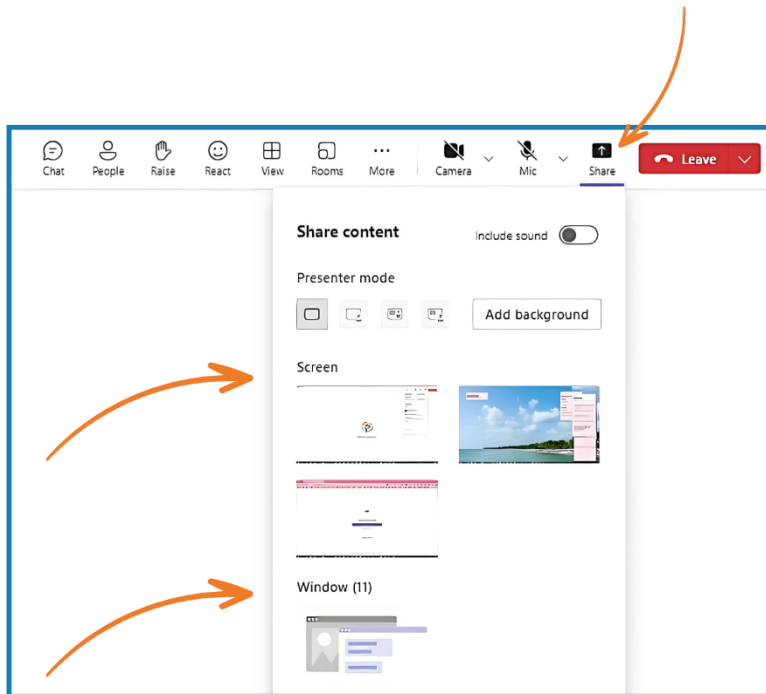 Chat People Raise React View Rooms More Camera Mic Share Leave
Share content Include sound
Presenter mode
Add background
Screen
Window (11)